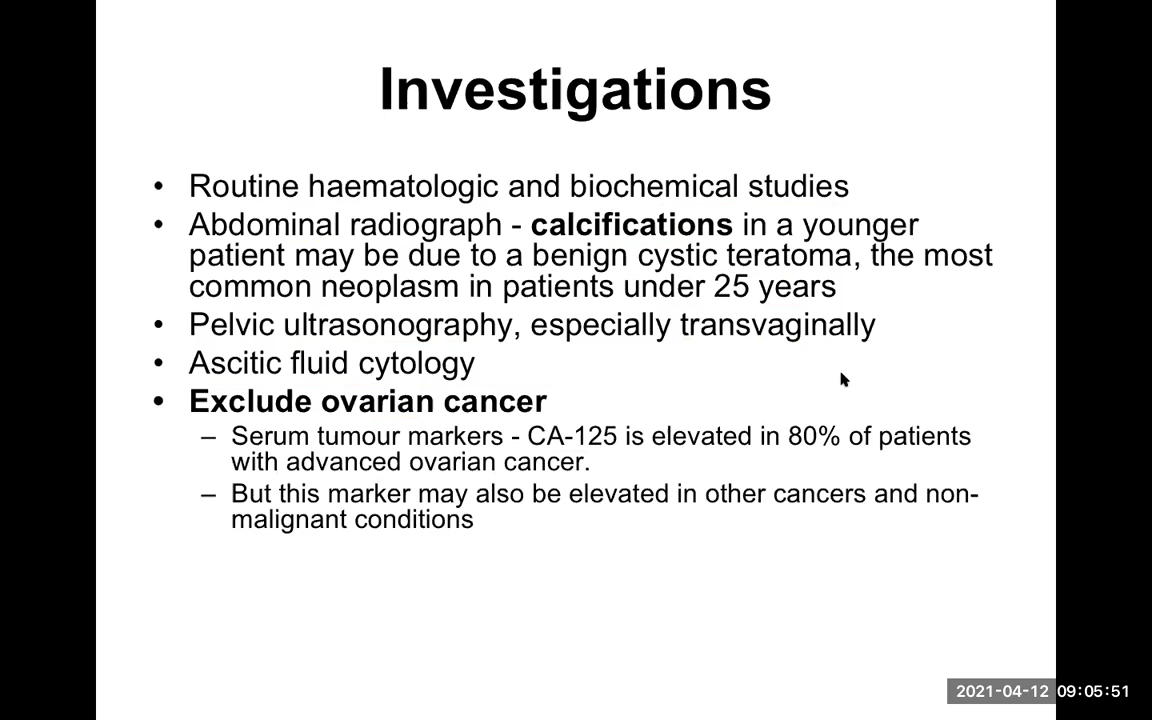 Investigations
• Routine haematologic and biochemical studies
• Abdominal radiograph - calcifications in a younger
patient may be due to a benign cystic teratoma, the most
common neoplasm in patients under 25 years
• Pelvic ultrasonography, especially transvaginally
• Ascitic fluid cytology
• Exclude ovarian cancer
– Serum tumour markers - CA-125 is elevated in 80% of patients
with advanced ovarian cancer.
– But this marker may also be elevated in other cancers and non-
malignant conditions
2021-04-12 09:05:51